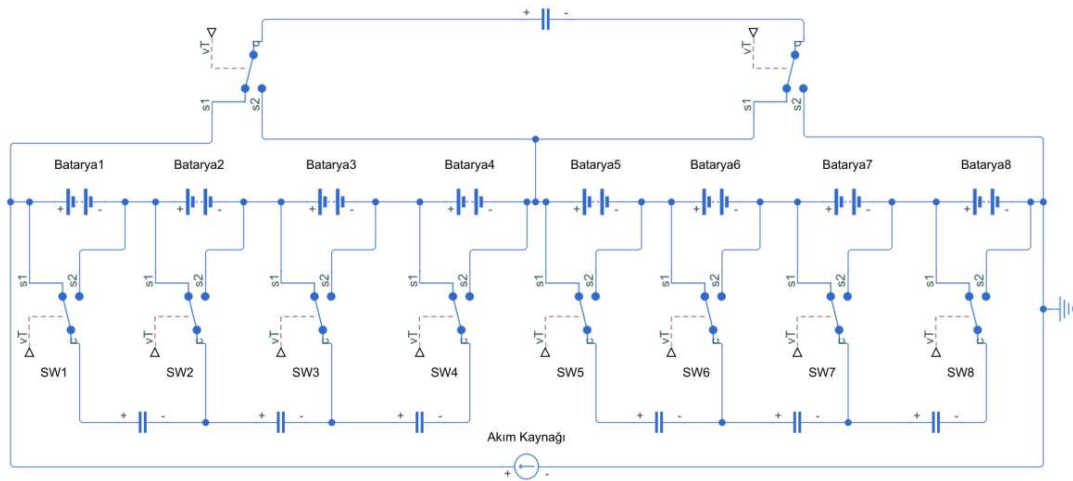 + -
vT q
s1 s2
vT q
s1 s2
Batarya1 Batarya2 Batarya3 Batarya4 Batarya5 Batarya6 Batarya7 Batarya8
+ - + - + - + - + - + - + - + -
s1 s2 s1 s2 s1 s2 s1 s2 s1 s2 s1 s2 s1 s2 s1 s2
vT vT vT vT vT vT vT vT
SW1 SW2 SW3 SW4 SW5 SW6 SW7 SW8
+ - + - + - + - + - + -
Akım Kaynağı
+ -